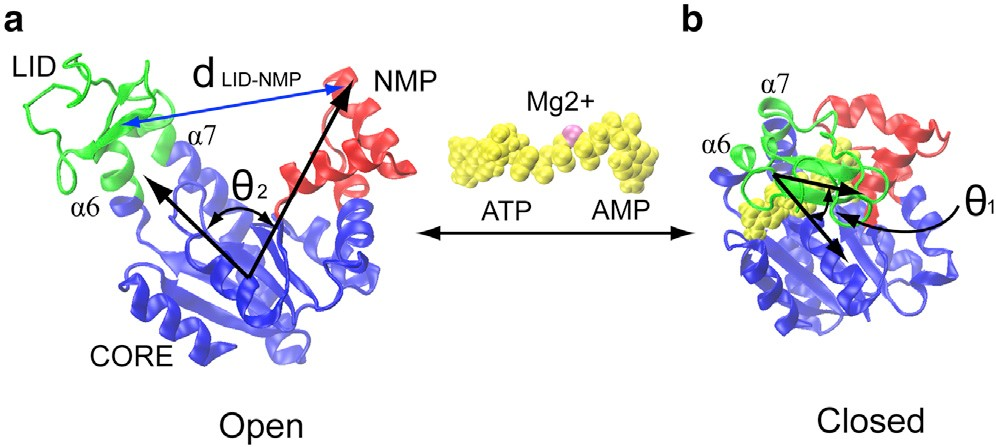 a
LID
d LID-NMP
NMP
α7
α6
θ2
CORE
Open
Mg2+
ATP
AMP
b
α7
α6
θ1
Closed